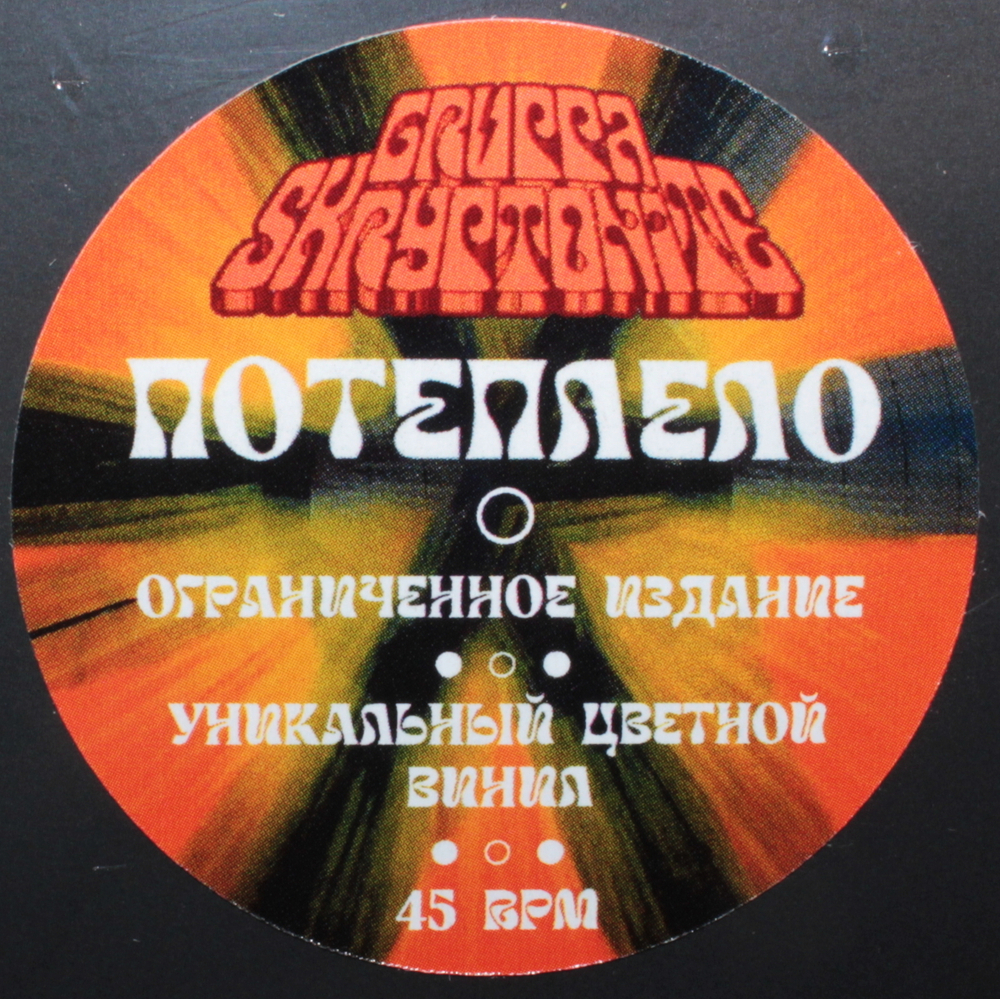 GRUPPA
SKRYPTONITE
ПОТЕПЛЕЛО
ОГРАНИЧЕННОЕ ИЗДАНИЕ
УНИКАЛЬНЫЙ ЦВЕТНОЙ
ВИНИЛ
45 RPM